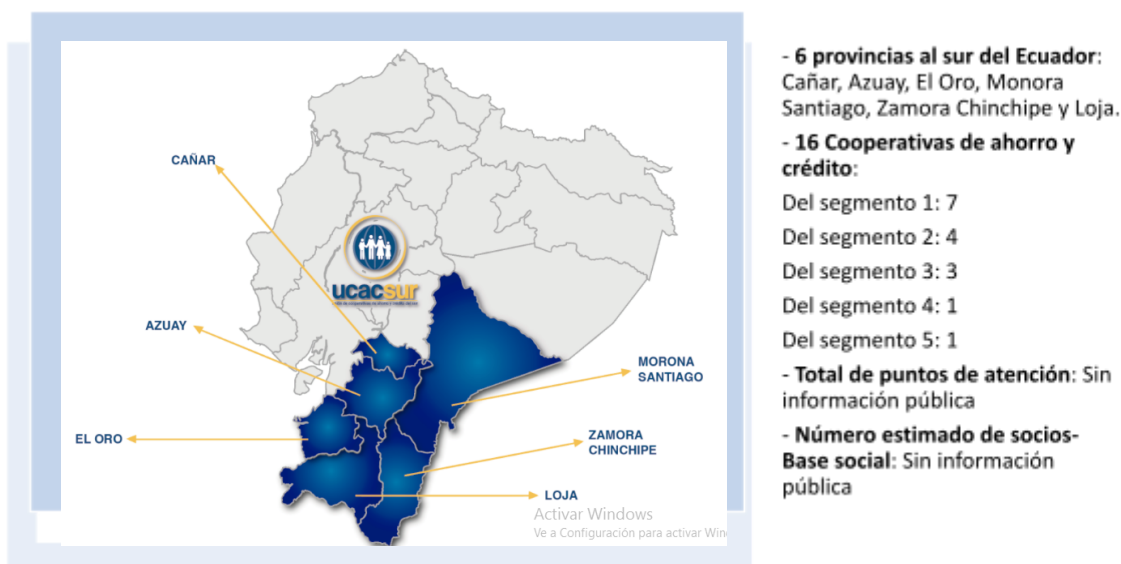 CAÑAR
ucacsur
AZUAY
MORONA
SANTIAGO
EL ORO
ZAMORA
CHINCHIPE
LOJA
Activar Windows
Ve a Configuración para activar Win
- 6 provincias al sur del Ecuador:
Cañar, Azuay, El Oro, Monora
Santiago, Zamora Chinchipe y Loja.
- 16 Cooperativas de ahorro y
crédito:
Del segmento 1: 7
Del segmento 2: 4
Del segmento 3: 3
Del segmento 4: 1
Del segmento 5: 1
- Total de puntos de atención: Sin
información pública
- Número estimado de socios-
Base social: Sin información
pública